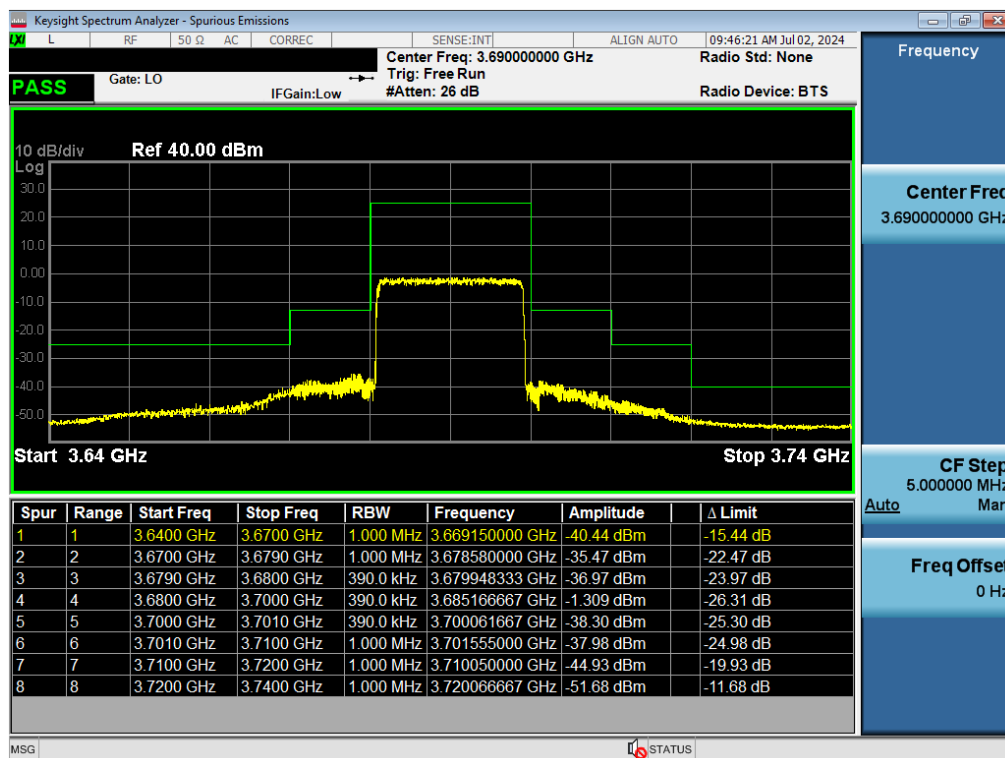 Keysight Spectrum Analyzer - Spurious Emissions
LXI L RF 50 Ω AC CORREC SENSE:INT ALIGN AUTO 09:46:21 AM Jul 02, 2024
Center Freq: 3.690000000 GHz Radio Std: None
PASS Gate: LO Trig: Free Run
IFGain:Low #Atten: 26 dB Radio Device: BTS
10 dB/div Ref 40.00 dBm
Log
30.0
20.0
10.0
0.00
-10.0
-20.0
-30.0
-40.0
-50.0
Start 3.64 GHz Stop 3.74 GHz
Spur Range Start Freq Stop Freq RBW Frequency Amplitude Δ Limit
1 1 3.6400 GHz 3.6700 GHz 1.000 MHz 3.669150000 GHz -40.44 dBm -15.44 dB
2 2 3.6700 GHz 3.6790 GHz 1.000 MHz 3.678580000 GHz -35.47 dBm -22.47 dB
3 3 3.6790 GHz 3.6800 GHz 390.0 kHz 3.679948333 GHz -36.97 dBm -23.97 dB
4 4 3.6800 GHz 3.7000 GHz 390.0 kHz 3.685166667 GHz -1.309 dBm -26.31 dB
5 5 3.7000 GHz 3.7010 GHz 390.0 kHz 3.700061667 GHz -38.30 dBm -25.30 dB
6 6 3.7010 GHz 3.7100 GHz 1.000 MHz 3.701555000 GHz -37.98 dBm -24.98 dB
7 7 3.7100 GHz 3.7200 GHz 1.000 MHz 3.710050000 GHz -44.93 dBm -19.93 dB
8 8 3.7200 GHz 3.7400 GHz 1.000 MHz 3.720066667 GHz -51.68 dBm -11.68 dB
MSG STATUS
Frequency
Center Freq
3.690000000 GHz
CF Step
5.000000 MHz
Auto Man
Freq Offset
0 Hz